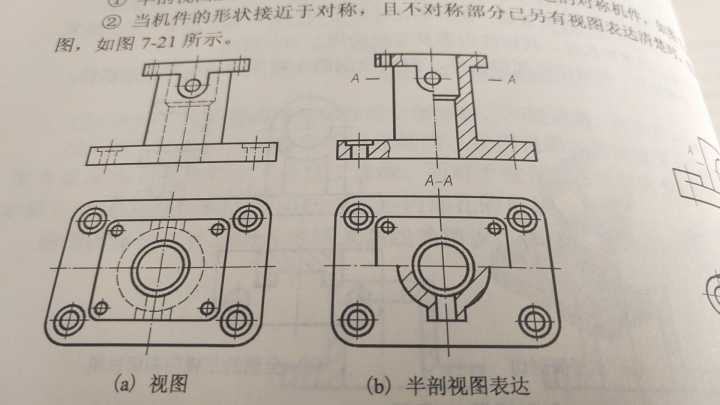 ② 当机件的形状接近于对称，且不对称部分已另有视图表达清楚时，
图，如图 7-21 所示。
A A
A-A
(a) 视图
(b) 半剖视图表达